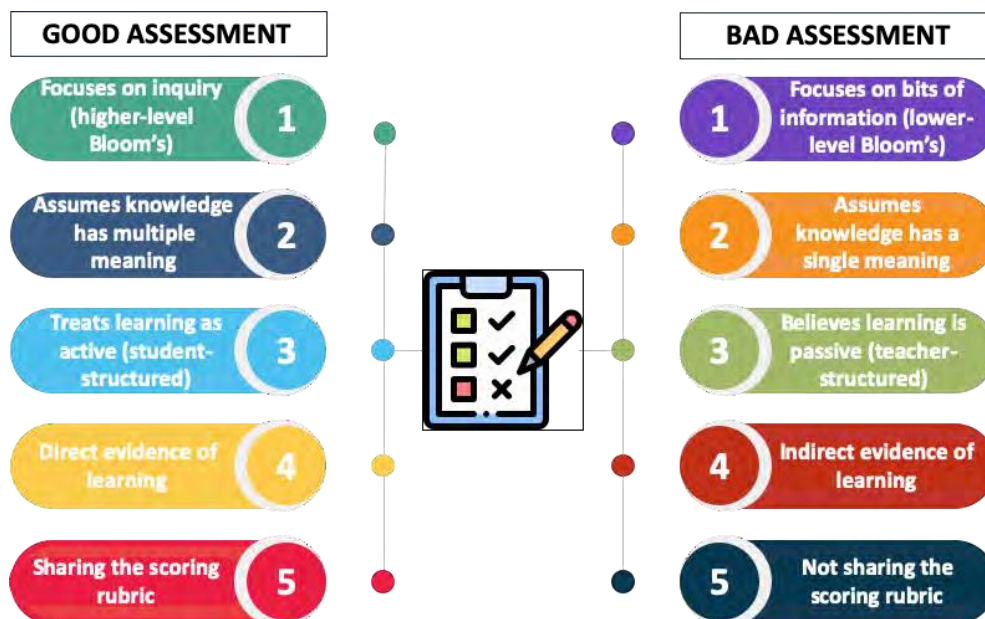 GOOD ASSESSMENT
Focuses on inquiry
(higher-level
Bloom's)
1
Assumes knowledge
has multiple
meaning
2
Treats learning as
active (student-
structured)
3
Direct evidence of
learning
4
Sharing the scoring
rubric
5
BAD ASSESSMENT
1
Focuses on bits of
information (lower-
level Bloom's)
2
Assumes
knowledge has a
single meaning
3
Believes learning is
passive (teacher-
structured)
4
Indirect evidence of
learning
5
Not sharing the
scoring rubric